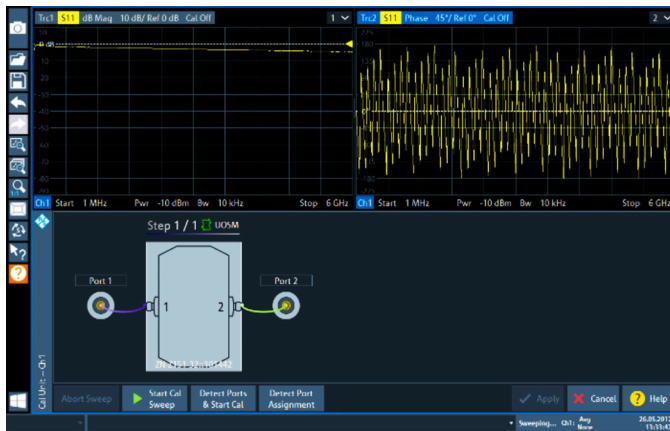 Trc1 S11 dB Mag 10 dB/ Ref 0 dB Cal Off 1
Trc2 S11 Phase 45°/ Ref 0° Cal Off 2
Ch1 Start 1 MHz Pwr -10 dBm Bw 10 kHz Stop 6 GHz
Ch1 Start 1 MHz Pwr -10 dBm Bw 10 kHz Stop 6 GHz
Step 1 / 1 UOSM
Port 1
Port 2
1 2
Cal Unit – Ch 1
Abort Sweep
Start Cal
Sweep
Detect Ports
& Start Cal
Detect Port
Assignment
Apply
Cancel
Help
Sweeping... Ch1: Avg
None